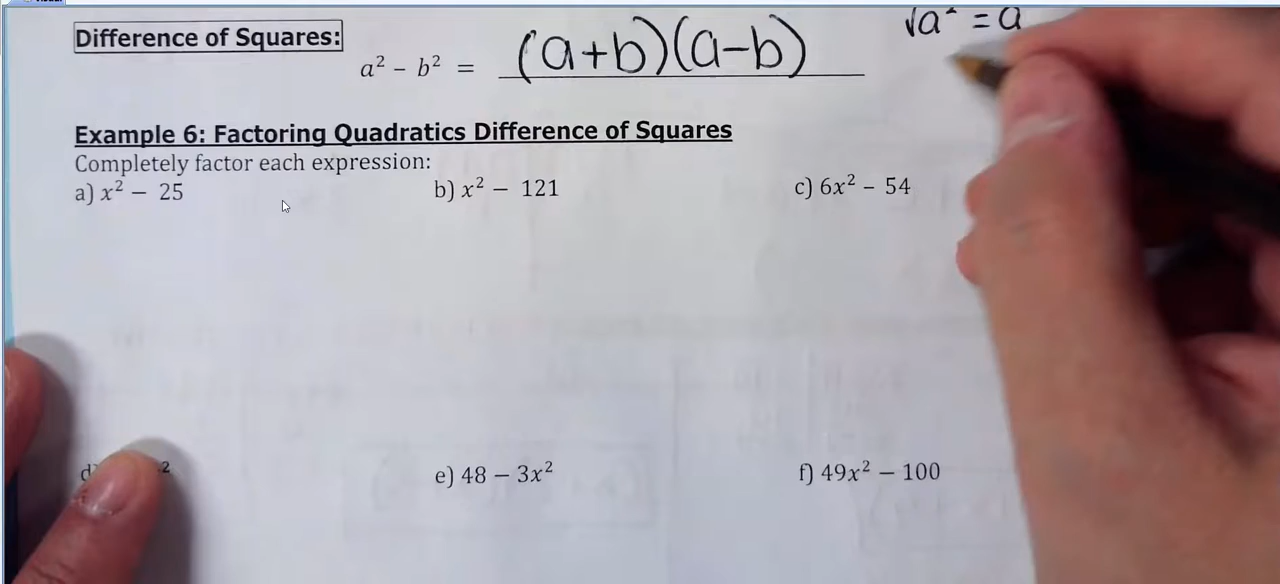 √a² = a
Difference of Squares:
a² – b² = (a+b)(a-b)
Example 6: Factoring Quadratics Difference of Squares
Completely factor each expression:
a) x² – 25 b) x² – 121 c) 6x² – 54
e) 48 – 3x² f) 49x² – 100